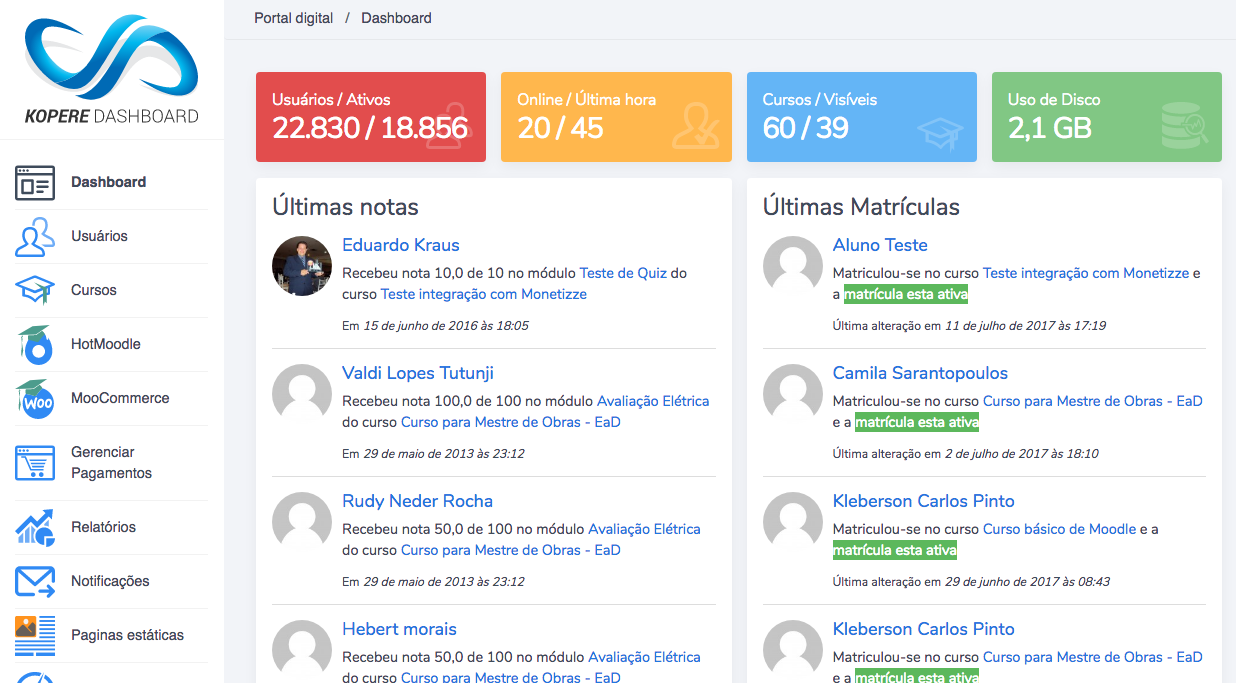 KOPERE DASHBOARD
Dashboard
Usuários
Cursos
HotMoodle
WOO
MooCommerce
Gerenciar
Pagamentos
Relatórios
Notificações
Paginas estáticas
Portal digital / Dashboard
Usuários / Ativos
22.830 / 18.856
Online / Última hora
20 / 45
Cursos / Visíveis
60 / 39
Uso de Disco
2,1 GB
Últimas notas
Eduardo Kraus
Recebeu nota 10,0 de 10 no módulo Teste de Quiz do
curso Teste integração com Monetizze
Em 15 de junho de 2016 às 18:05
Valdi Lopes Tutunji
Recebeu nota 100,0 de 100 no módulo Avaliação Elétrica
do curso Curso para Mestre de Obras - EaD
Em 29 de maio de 2013 às 23:12
Rudy Neder Rocha
Recebeu nota 50,0 de 100 no módulo Avaliação Elétrica
do curso Curso para Mestre de Obras - EaD
Em 29 de maio de 2013 às 23:12
Hebert morais
Recebeu nota 50,0 de 100 no módulo Avaliação Elétrica
do curso Curso para Mestre de Obras - EaD
Últimas Matrículas
Aluno Teste
Matriculou-se no curso Teste integração com Monetizze e
a matrícula esta ativa
Última alteração em 11 de julho de 2017 às 17:19
Camila Sarantopoulos
Matriculou-se no curso Curso para Mestre de Obras - EaD
e a matrícula esta ativa
Última alteração em 2 de julho de 2017 às 18:10
Kleberson Carlos Pinto
Matriculou-se no curso Curso básico de Moodle e a
matrícula esta ativa
Última alteração em 29 de junho de 2017 às 08:43
Kleberson Carlos Pinto
Matriculou-se no curso Curso para Mestre de Obras - EaD
e a matrícula esta ativa